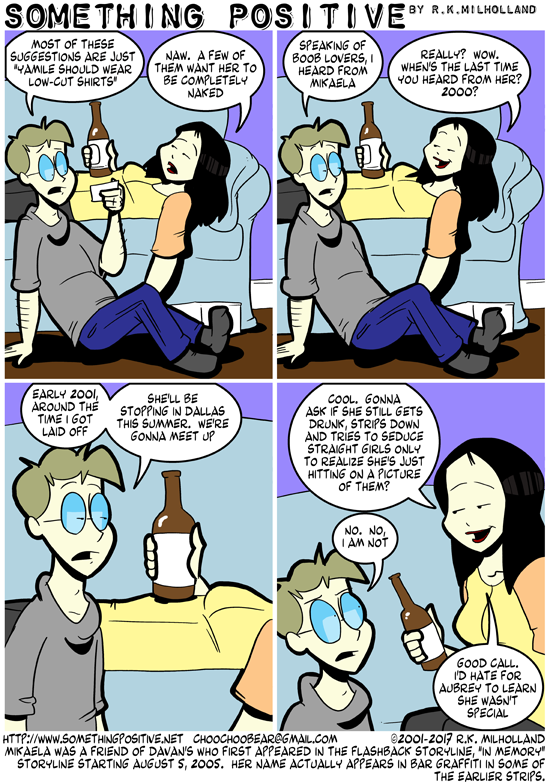 SOMETHING POSITIVE BY R.K.MILHOLLAND
MOST OF THESE
SUGGESTIONS ARE JUST
"YAMILE SHOULD WEAR
LOW-CUT SHIRTS"
NAW. A FEW OF
THEM WANT HER TO
BE COMPLETELY
NAKED
SPEAKING OF
BOOB LOVERS, I
HEARD FROM
MIKAELA
REALLY? WOW.
WHEN'S THE LAST TIME
YOU HEARD FROM HER?
2000?
EARLY 2001,
AROUND THE
TIME I GOT
LAID OFF
SHE'LL BE
STOPPING IN DALLAS
THIS SUMMER. WE'RE
GONNA MEET UP
COOL. GONNA
ASK IF SHE STILL GETS
DRUNK, STRIPS DOWN
AND TRIES TO SEDUCE
STRAIGHT GIRLS ONLY
TO REALIZE SHE'S JUST
HITTING ON A PICTURE
OF THEM?
NO. NO,
I AM NOT
GOOD CALL.
I'D HATE FOR
AUBREY TO LEARN
SHE WASN'T
SPECIAL
HTTP://WWW.SOMETHINGPOSITIVE.NET CHOOCHOOBEAR@GMAIL.COM ©2001-2017 R.K. MILHOLLAND
MIKAELA WAS A FRIEND OF DAVAN'S WHO FIRST APPEARED IN THE FLASHBACK STORYLINE, "IN MEMORY"
STORYLINE STARTING AUGUST 5, 2005. HER NAME ACTUALLY APPEARS IN BAR GRAFFITI IN SOME OF
THE EARLIER STRIPS.